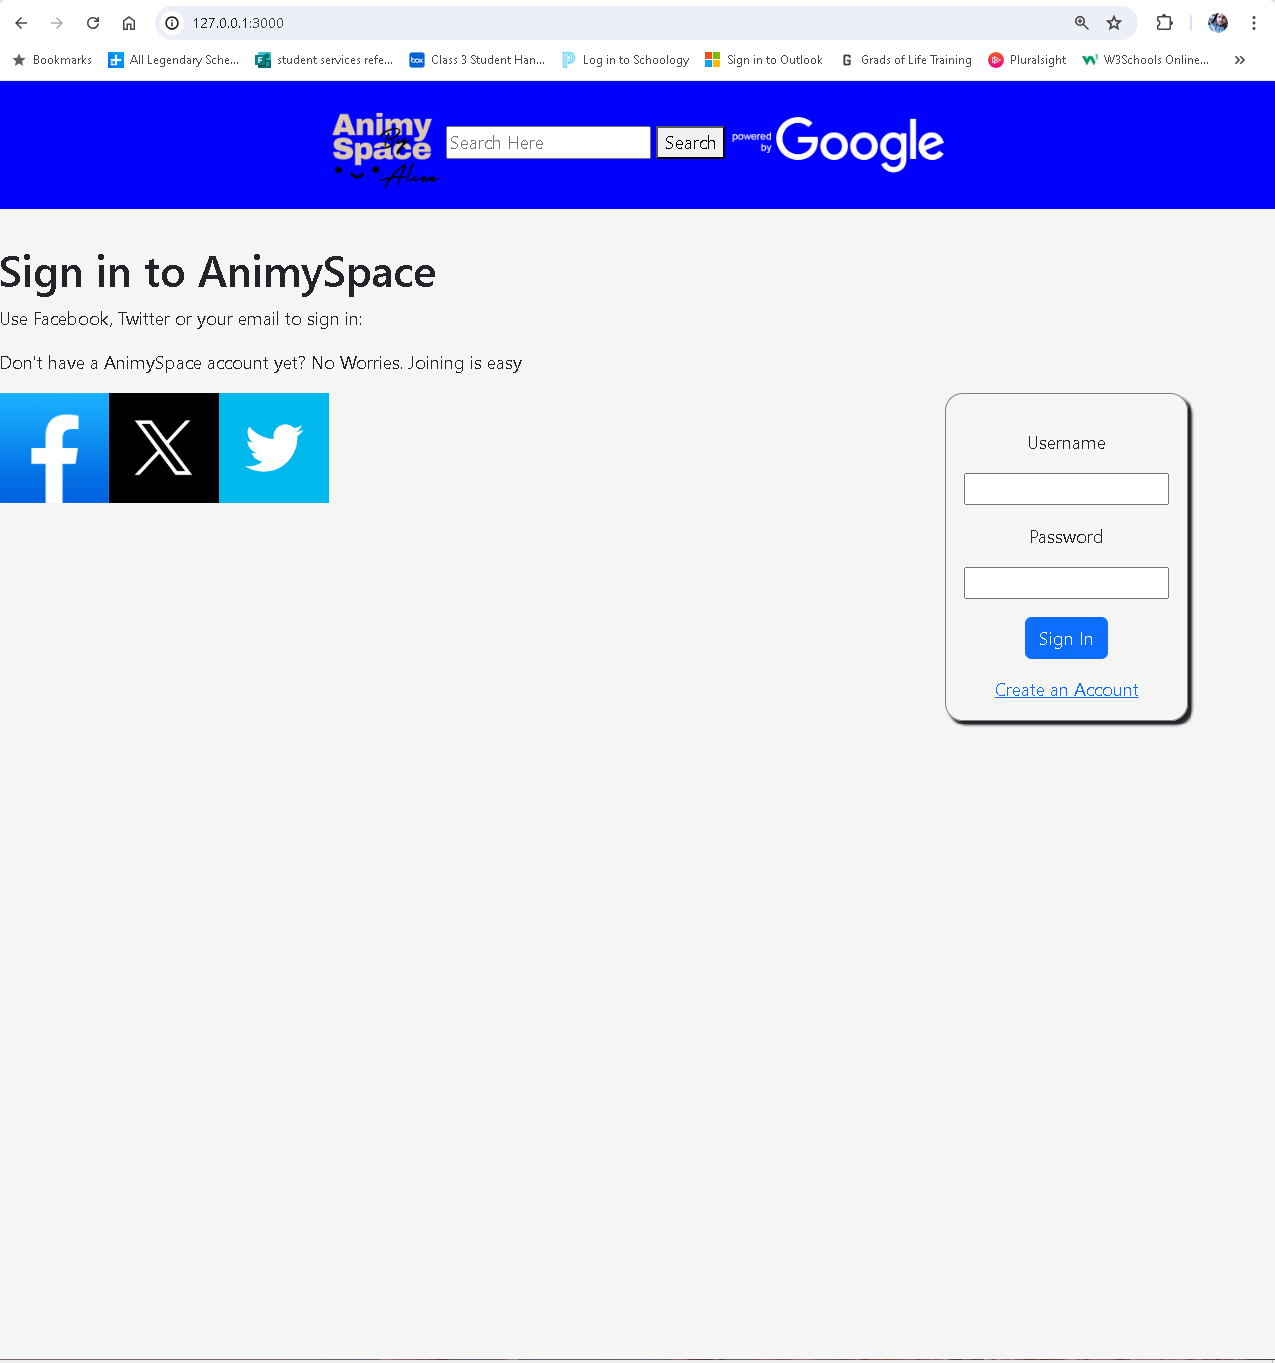 127.0.0.1:3000
Bookmarks All Legendary Sche... student services refe... box Class 3 Student Han... Log in to Schoology Sign in to Outlook G Grads of Life Training Pluralsight W3Schools Online...
Animy
Space
By
Alcon
Search Here Search powered by Google
Sign in to AnimySpace
Use Facebook, Twitter or your email to sign in:
Don't have a AnimySpace account yet? No Worries. Joining is easy
Username
Password
Sign In
Create an Account